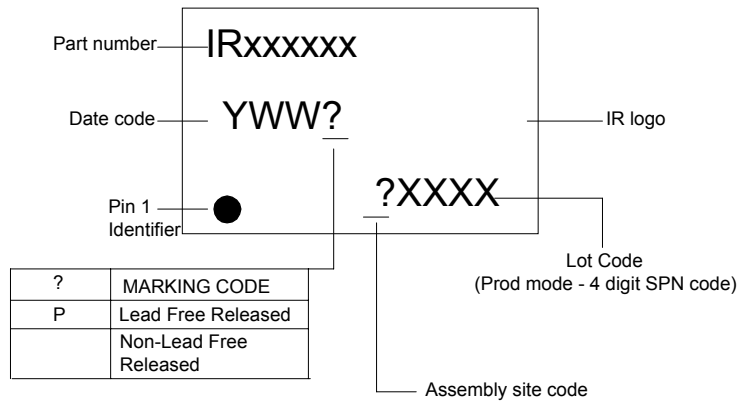 Part number
IRxxxxxx
Date code
YWW?
IR logo
?XXXX
Pin 1
Identifier
Lot Code
(Prod mode - 4 digit SPN code)
? MARKING CODE
P Lead Free Released
Non-Lead Free
Released
Assembly site code